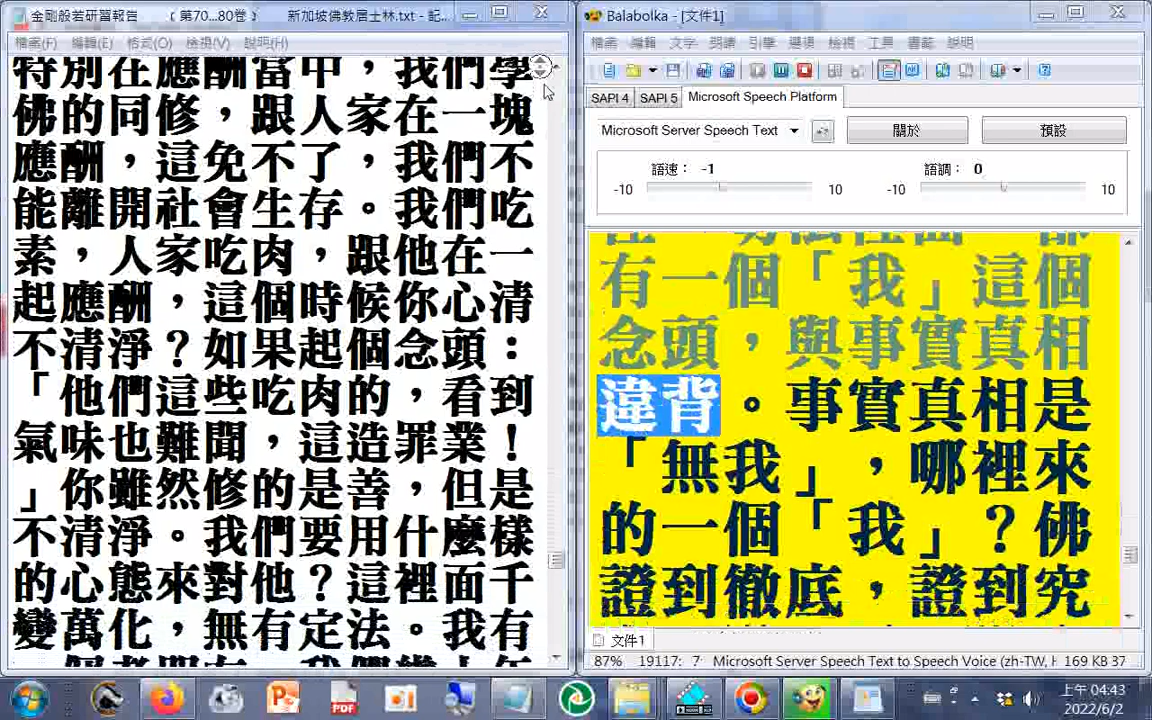 金剛般若研習報告 （第70...80卷） 新加坡佛教居士林.txt - 記...
檔案(F) 編輯(E) 格式(O) 檢視(V) 說明(H)
特別在應酬當中，我們學
佛的同修，跟人家在一塊
應酬，這免不了，我們不
能離開社會生存。我們吃
素，人家吃肉，跟他在一
起應酬，這個時候你心清
不清淨？如果起個念頭：
「他們這些吃肉的，看到
氣味也難聞，這造罪業！
」你雖然修的是善，但是
不清淨。我們要用什麼樣
的心態來對他？這裡面千
變萬化，無有定法。我有
Balabolka - [文件1]
檔案 編輯 文字 朗讀 引擎 選項 檢視 工具 書籤 說明
SAPI 4 SAPI 5 Microsoft Speech Platform
Microsoft Server Speech Text 關於 預設
語速： -1 語調： 0
-10 10 -10 10
有一個「我」這個
念頭，與事實真相
違背。事實真相是
「無我」，哪裡來
的一個「我」？佛
證到徹底，證到究
文件1
87% 19117: 7 Microsoft Server Speech Text to Speech Voice (zh-TW, H 169 KB 37
上午 04:43
2022/6/2